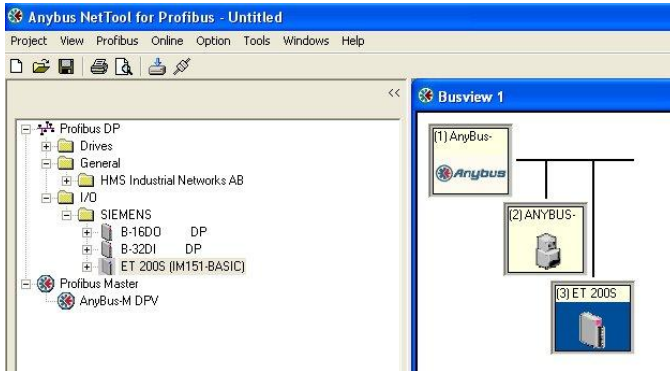 Anybus NetTool for Profibus - Untitled
Project View Profibus Online Option Tools Windows Help
<<
Profibus DP
Drives
General
HMS Industrial Networks AB
I/O
SIEMENS
B-16DO DP
B-32DI DP
ET 200S (IM151-BASIC)
Profibus Master
AnyBus-M DPV
Busview 1
(1) AnyBus-
Anybus
(2) ANYBUS-
(3) ET 200S